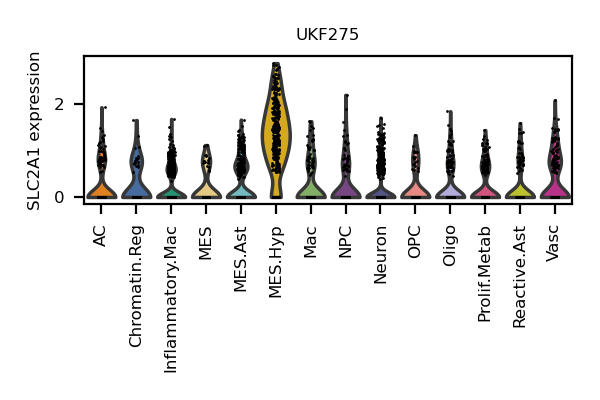 UKF275
SLC2A1 expression
2
0
AC
Chromatin.Reg
Inflammatory.Mac
MES
MES.Ast
MES.Hyp
Mac
NPC
Neuron
OPC
Oligo
Prolif.Metab
Reactive.Ast
Vasc